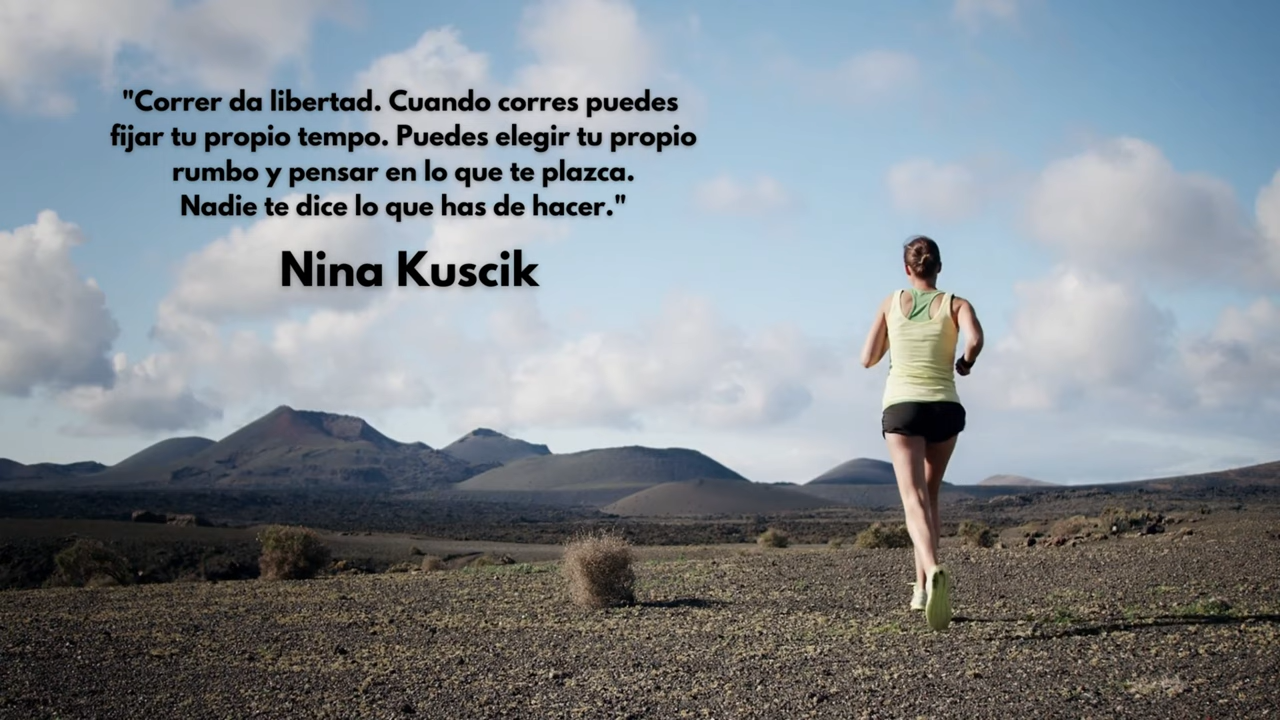 "Correr da libertad. Cuando corres puedes
fijar tu propio tempo. Puedes elegir tu propio
rumbo y pensar en lo que te plazca.
Nadie te dice lo que has de hacer."
Nina Kuscik